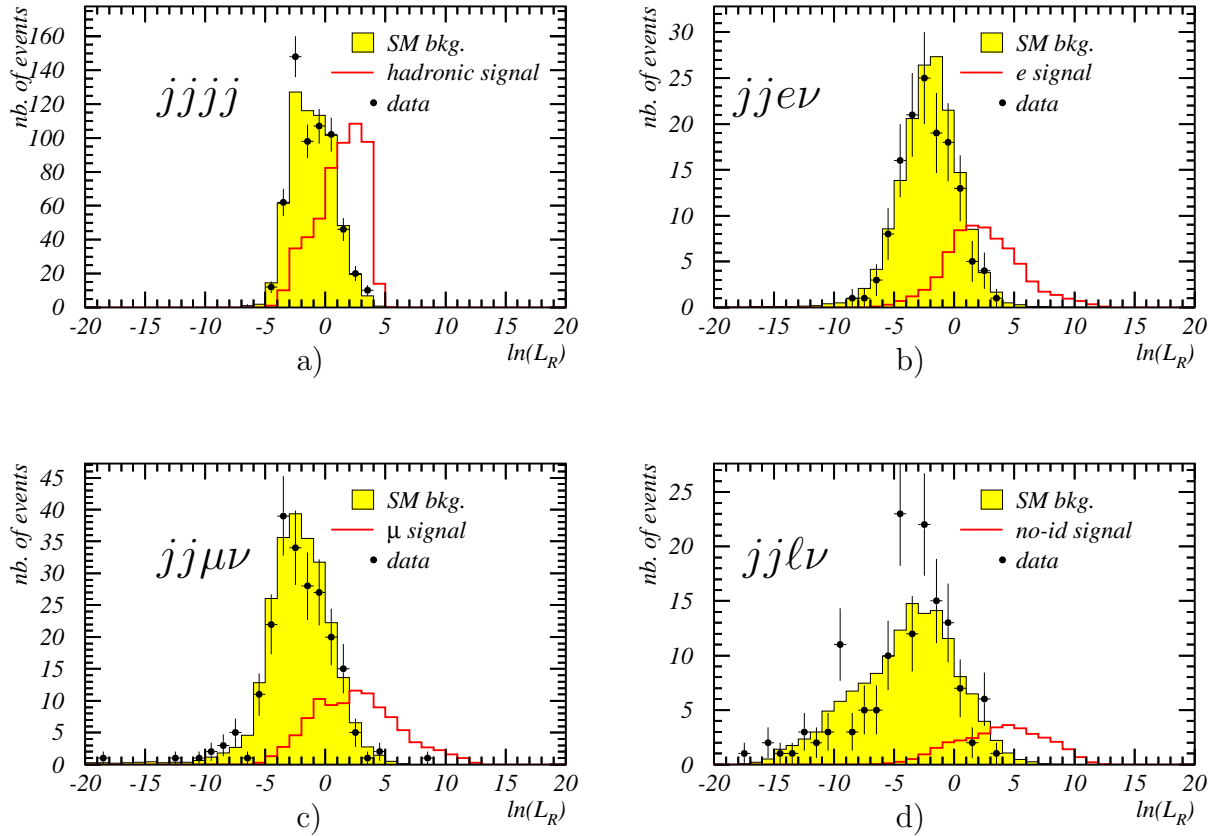 nb. of events
160
140
120
100
80
60
40
20
0
jjjj
SM bkg.
hadronic signal
data
-20 -15 -10 -5 0 5 10 15 20
ln(L_R)
a)
nb. of events
30
25
20
15
10
5
0
jjeν
SM bkg.
e signal
data
-20 -15 -10 -5 0 5 10 15 20
ln(L_R)
b)
nb. of events
45
40
35
30
25
20
15
10
5
0
jjμν
SM bkg.
μ signal
data
-20 -15 -10 -5 0 5 10 15 20
ln(L_R)
c)
nb. of events
25
20
15
10
5
0
jjℓν
SM bkg.
no-id signal
data
-20 -15 -10 -5 0 5 10 15 20
ln(L_R)
d)